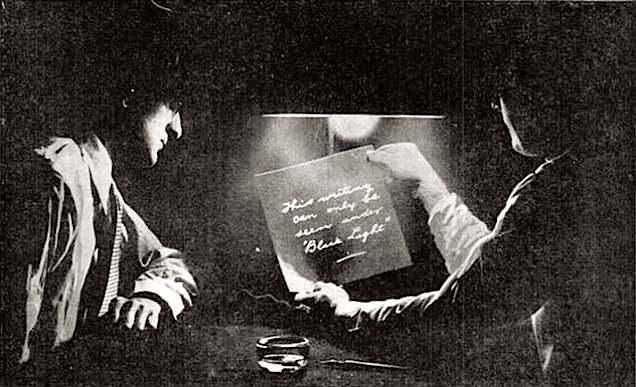 This writing
can only be
seen under
"Black Light"